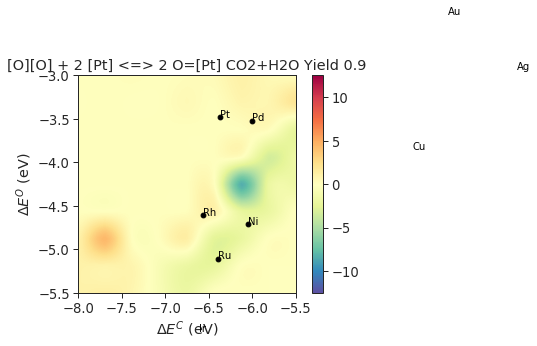 Au
[O][O] + 2 [Pt] <=> 2 O=[Pt] CO2+H2O Yield 0.9
Ag
−3.0
−3.5
−4.0
−4.5
−5.0
−5.5
ΔE^O (eV)
Pt
Pd
Cu
Rh
Ni
Ru
10
5
0
−5
−10
−8.0 −7.5 −7.0 −6.5 −6.0 −5.5
ΔE^C (eV)
Ir